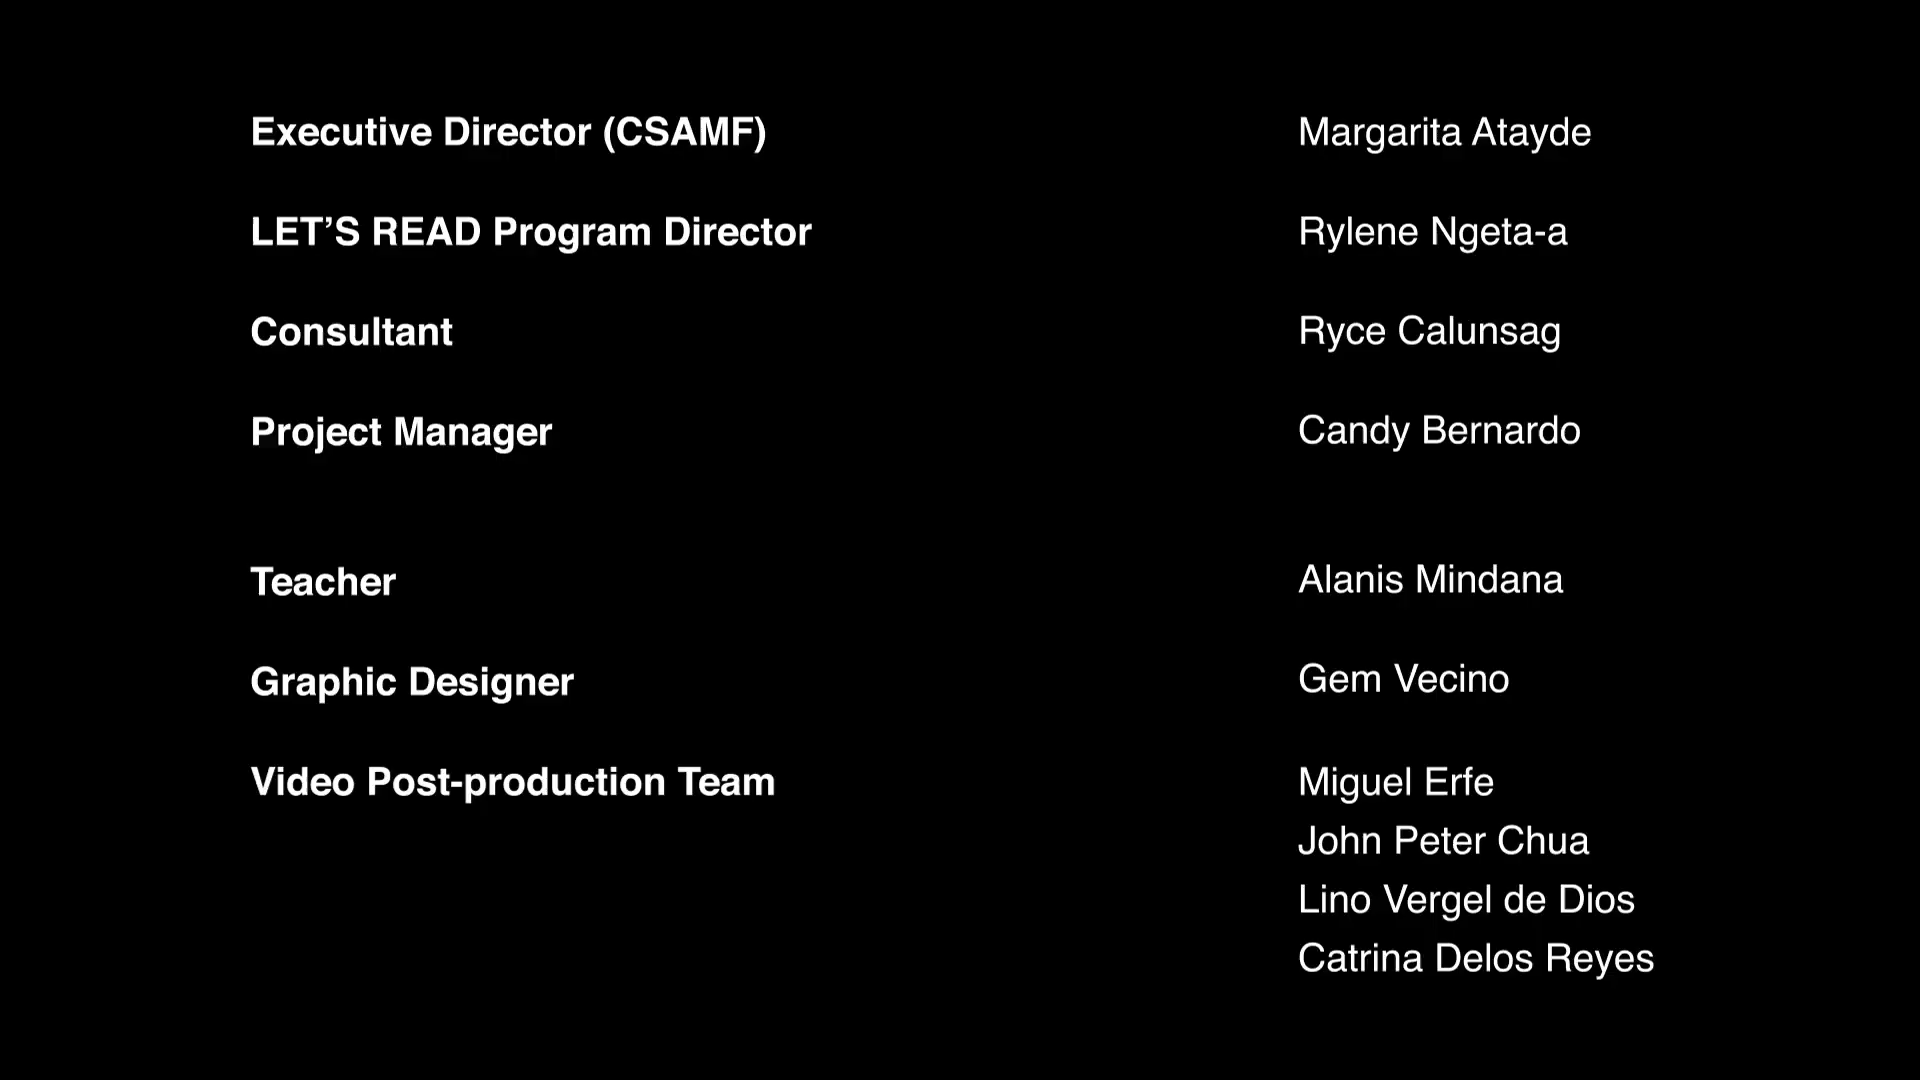 Executive Director (CSAMF) Margarita Atayde
LET’S READ Program Director Rylene Ngeta-a
Consultant Ryce Calunsag
Project Manager Candy Bernardo
Teacher Alanis Mindana
Graphic Designer Gem Vecino
Video Post-production Team Miguel Erfe
John Peter Chua
Lino Vergel de Dios
Catrina Delos Reyes